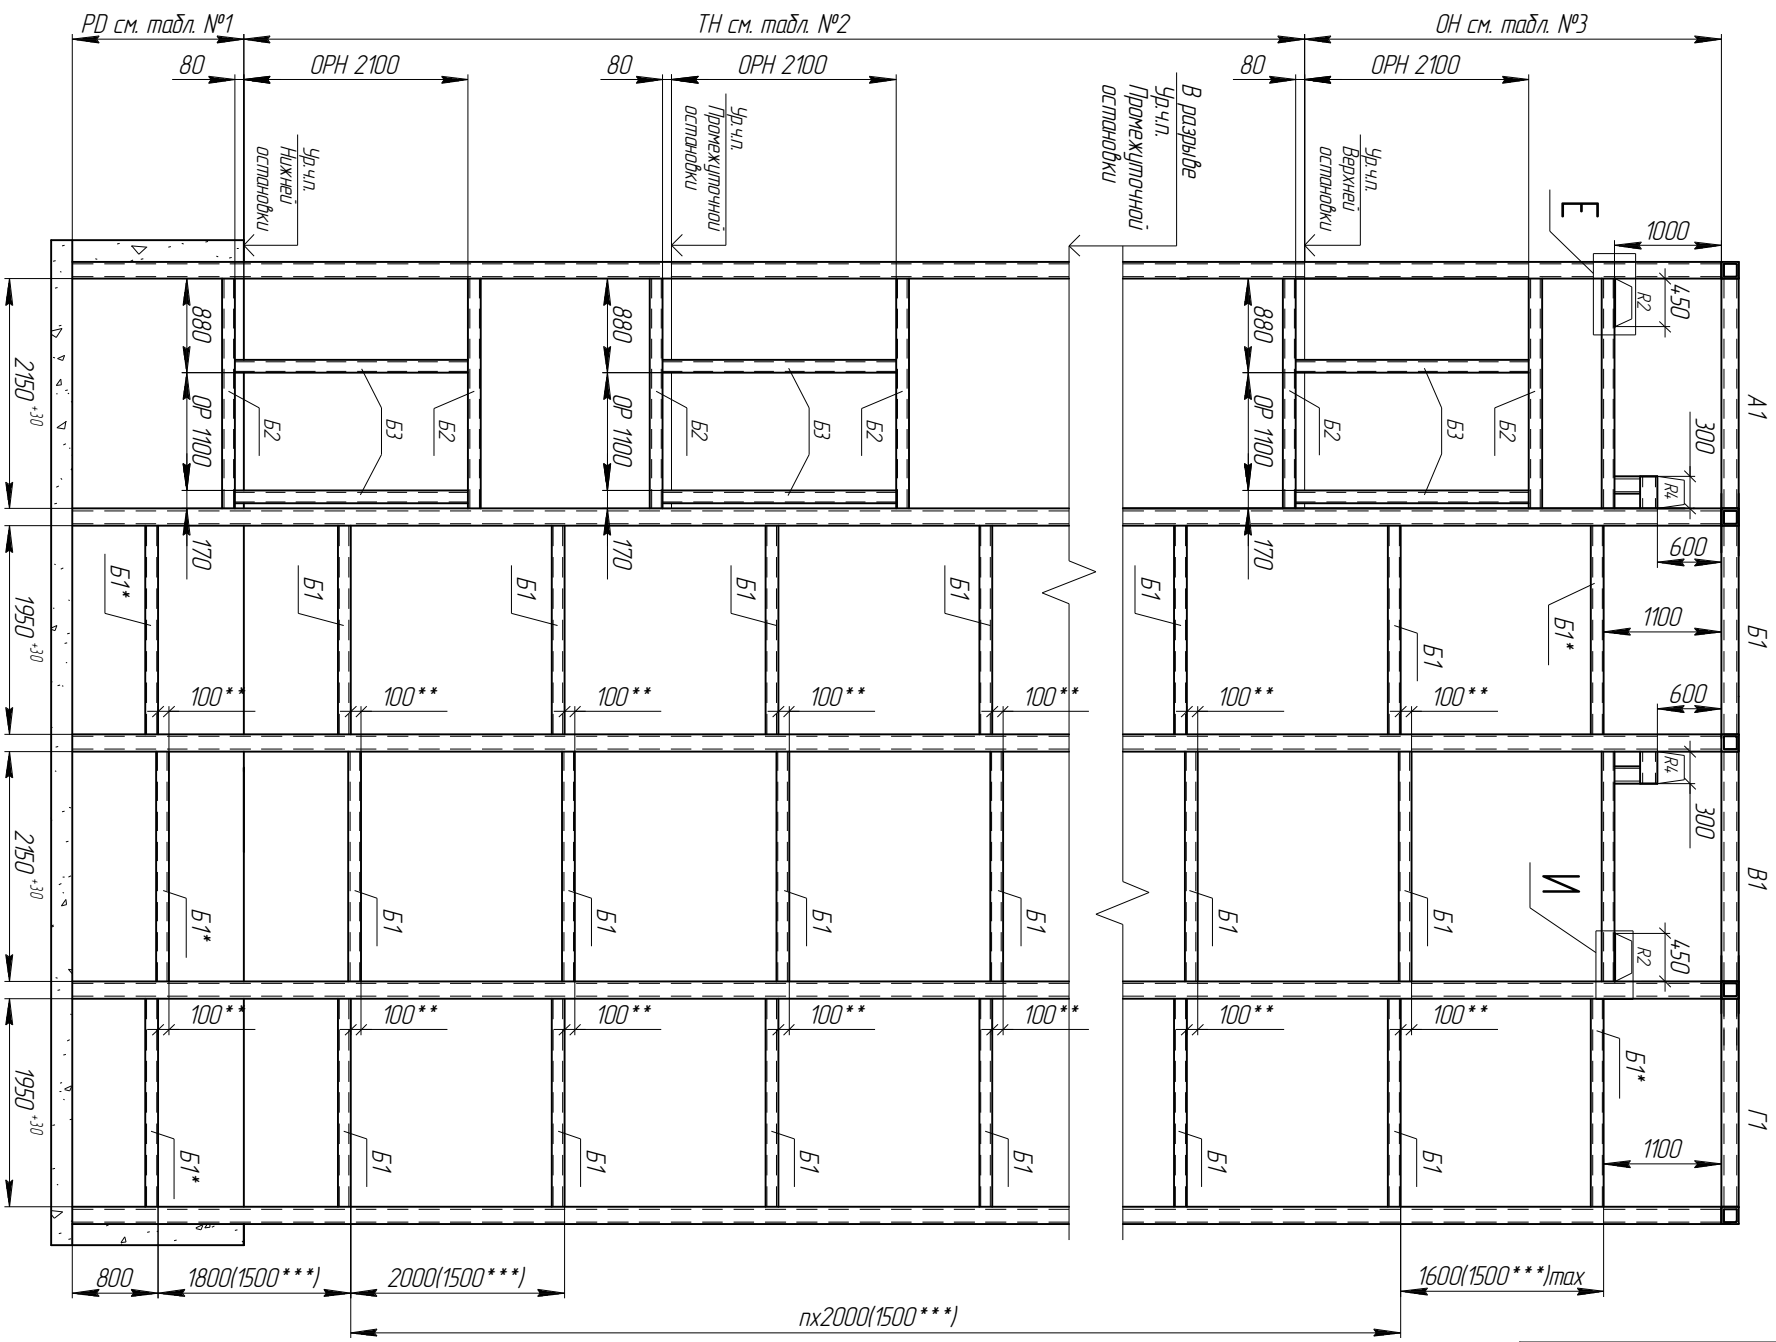 PD см. табл. №1
ТН см. табл. №2
ОН см. табл. №3
80
ОРН 2100
80
ОРН 2100
80
ОРН 2100
Ур.ч.п.
Нижней
остановки
Ур.ч.п.
Промежуточной
остановки
В разрыве
Ур.ч.п.
Промежуточной
остановки
Ур.ч.п.
Верхней
остановки
Е
1000
450
R2
А1
300
R4
880
ОР 1100
170
Б2
Б3
Б2
880
ОР 1100
170
Б2
Б3
Б2
880
ОР 1100
170
Б2
Б3
Б2
2150 +30
600
1100
600
Б1
Б1*
Б1
Б1
Б1
Б1
Б1
Б1
Б1*
1950 +30
100**
100**
100**
100**
100**
100**
100**
R4
300
В1
И
450
R2
Б1*
Б1
Б1
Б1
Б1
Б1
Б1
2150 +30
100**
100**
100**
100**
100**
100**
100**
Б1*
Г1
1100
Б1*
Б1
Б1
Б1
Б1
Б1
Б1
1950 +30
800
1800(1500***)
2000(1500***)
1600(1500***)max
nx2000(1500***)